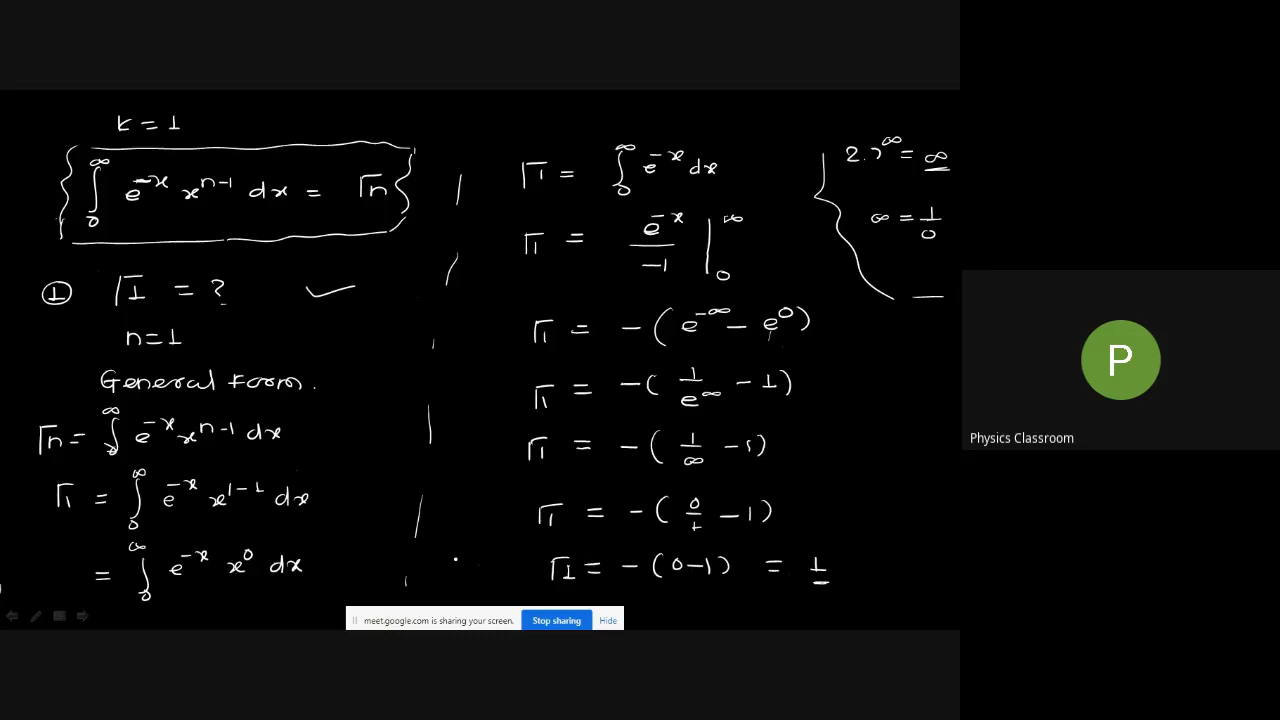 k = 1
∫₀^∞ e^{-x} x^{n-1} dx = Γn
① Γ1 = ?
n=1
General form.
Γn = ∫₀^∞ e^{-x} x^{n-1} dx
Γ1 = ∫₀^∞ e^{-x} x^{1-1} dx
= ∫₀^∞ e^{-x} x^0 dx
Γ1 = ∫₀^∞ e^{-x} dx
Γ1 = e^{-x}/-1 |₀^∞
Γ1 = -(e^{-∞} - e^0)
Γ1 = -(1/e^∞ - 1)
Γ1 = -(1/∞ - 1)
Γ1 = -(0/1 - 1)
Γ1 = -(0-1) = 1
2.7^∞ = ∞
∞ = 1/0
P
Physics Classroom
meet.google.com is sharing your screen.
Stop sharing
Hide